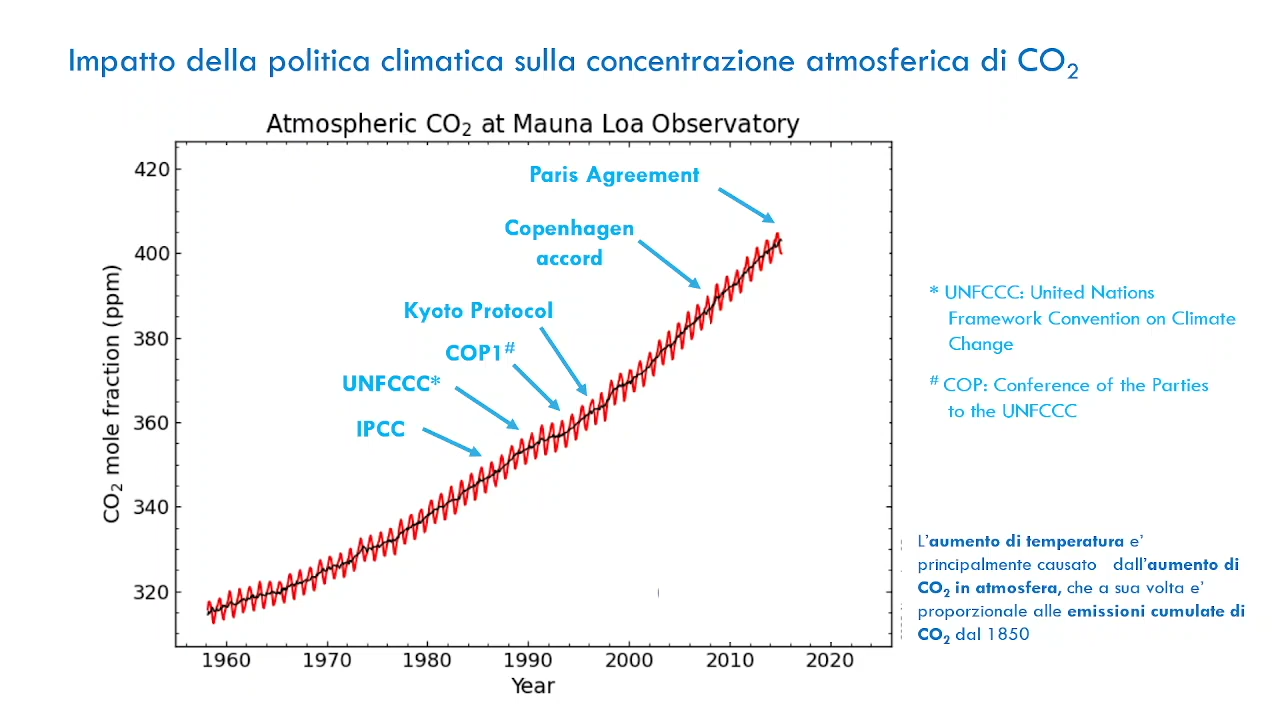 Impatto della politica climatica sulla concentrazione atmosferica di CO₂
Atmospheric CO₂ at Mauna Loa Observatory
420
400
380
360
340
320
CO₂ mole fraction (ppm)
Paris Agreement
Copenhagen
accord
Kyoto Protocol
COP1#
UNFCCC*
IPCC
1960
1970
1980
1990
2000
2010
2020
Year
* UNFCCC: United Nations
Framework Convention on Climate
Change
# COP: Conference of the Parties
to the UNFCCC
L'aumento di temperatura e'
principalmente causato dall'aumento di
CO₂ in atmosfera, che a sua volta e'
proporzionale alle emissioni cumulate di
CO₂ dal 1850